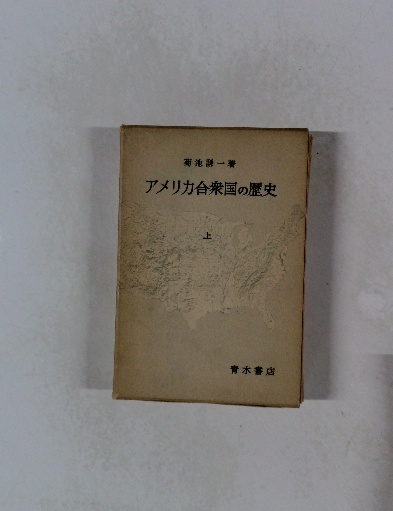 菊池謙一著
アメリカ合衆国の歴史
上
青木書店